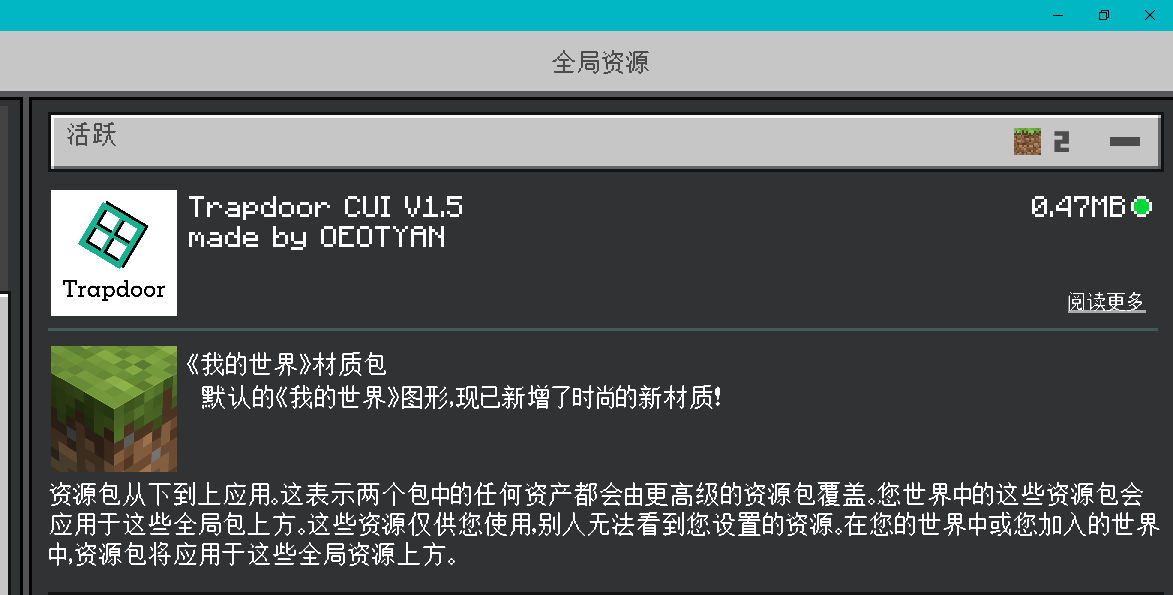 全局资源
活跃
2
Trapdoor CUI V1.5
0.47MB
made by OEOTYAN
Trapdoor
阅读更多
《我的世界》材质包
默认的《我的世界》图形,现已新增了时尚的新材质!
资源包从下到上应用。这表示两个包中的任何资产都会由更高级的资源包覆盖。您世界中的这些资源包会
应用于这些全局包上方。这些资源仅供您使用,别人无法看到您设置的资源。在您的世界中或您加入的世界
中,资源包将应用于这些全局资源上方。